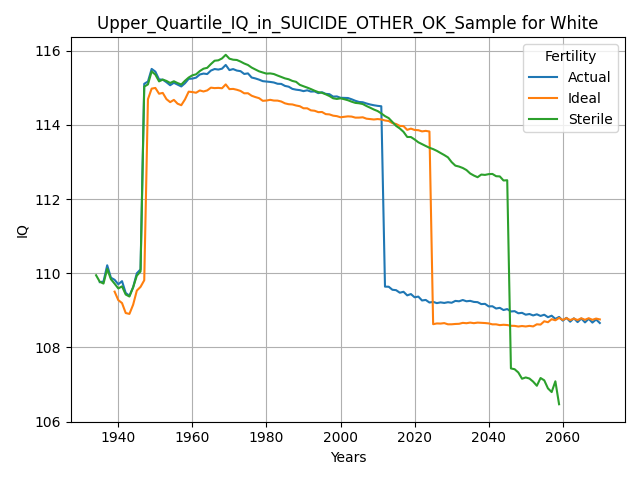 Upper_Quartile_IQ_in_SUICIDE_OTHER_OK_Sample for White
Fertility
Actual
Ideal
Sterile
116
114
112
110
108
106
IQ
1940
1960
1980
2000
2020
2040
2060
Years